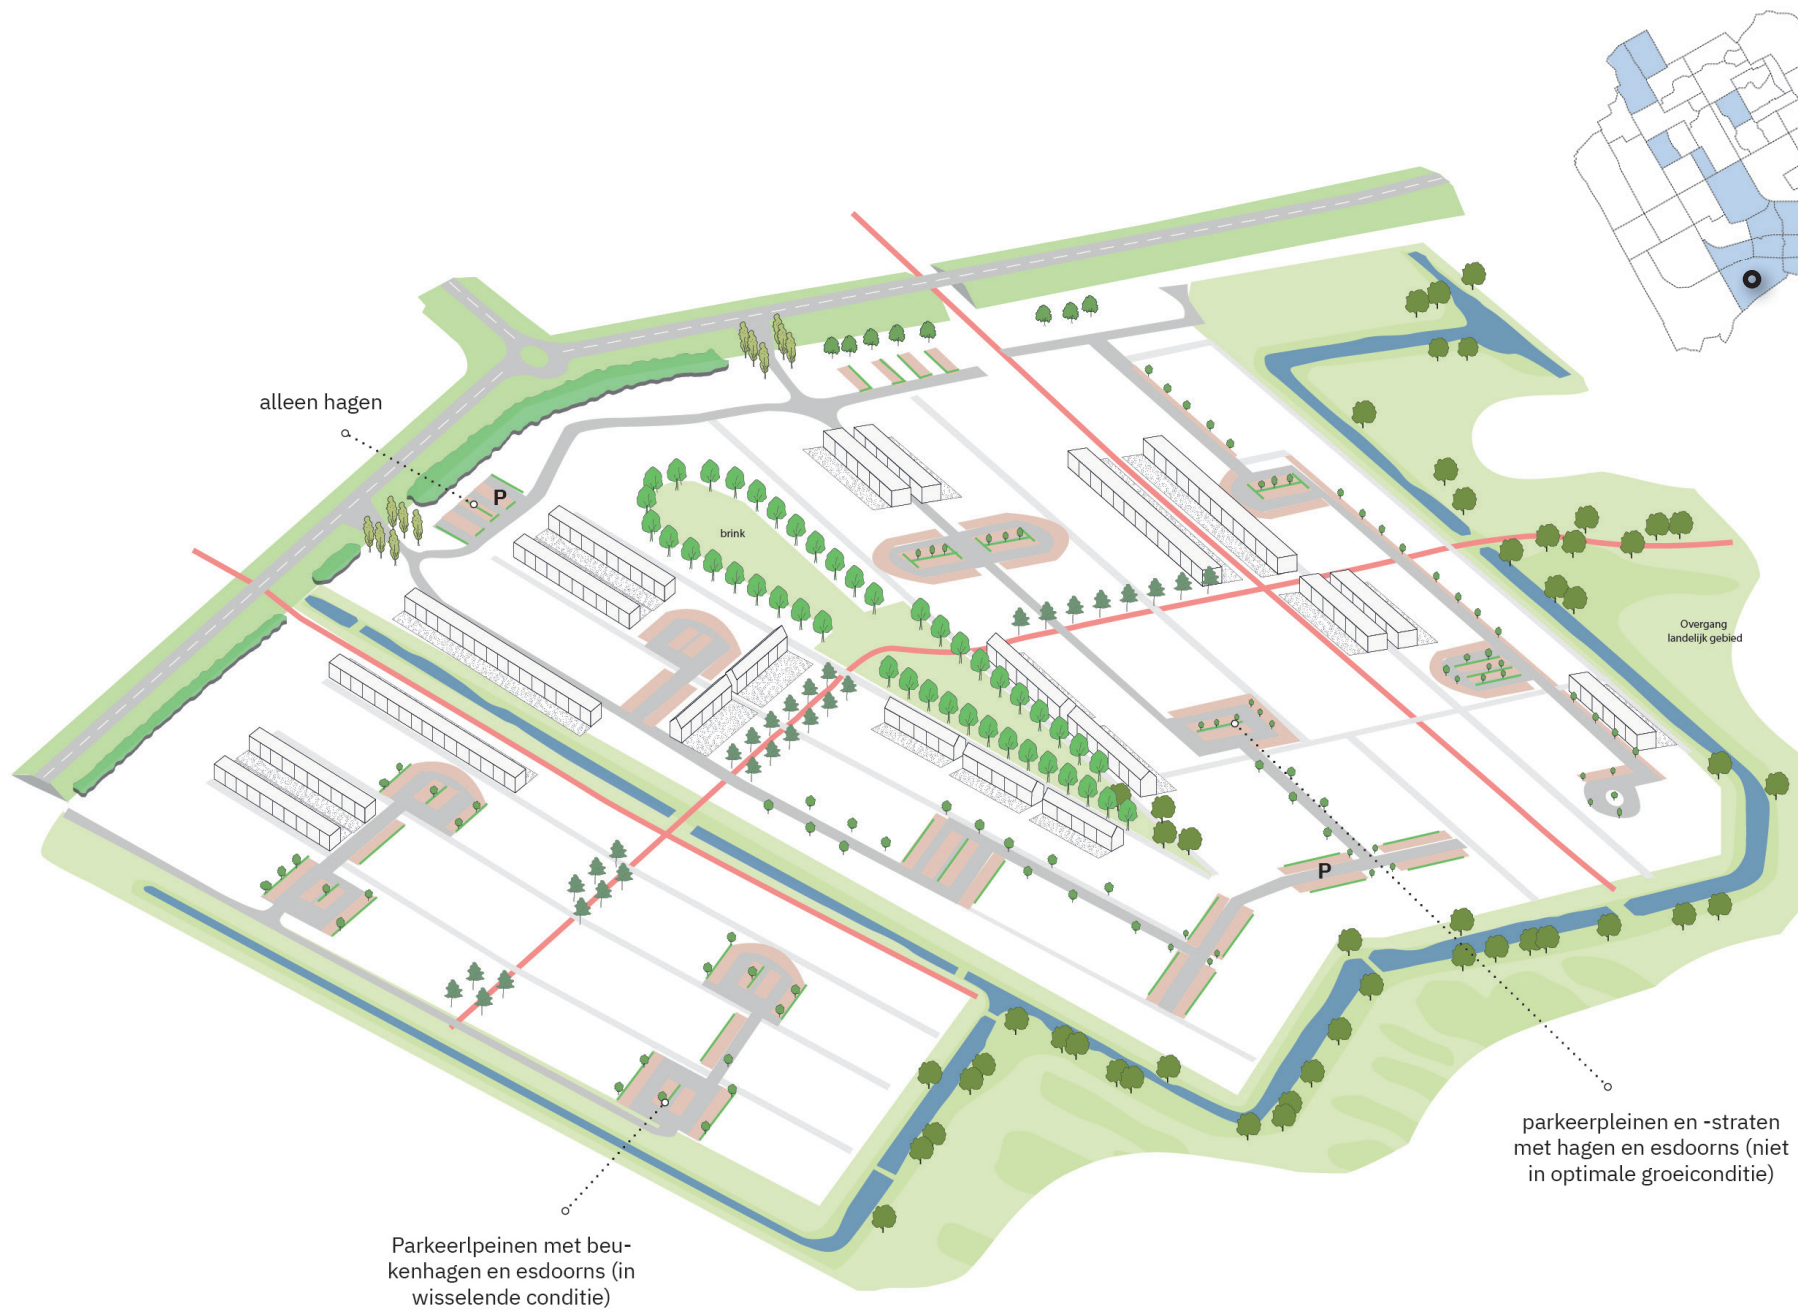 alleen hagen
P
brink
Overgang
landelijk gebied
P
parkeerpleinen en -straten
met hagen en esdoorns (niet
in optimale groeiconditie)
Parkeerlpeinen met beu-
kenhagen en esdoorns (in
wisselende conditie)